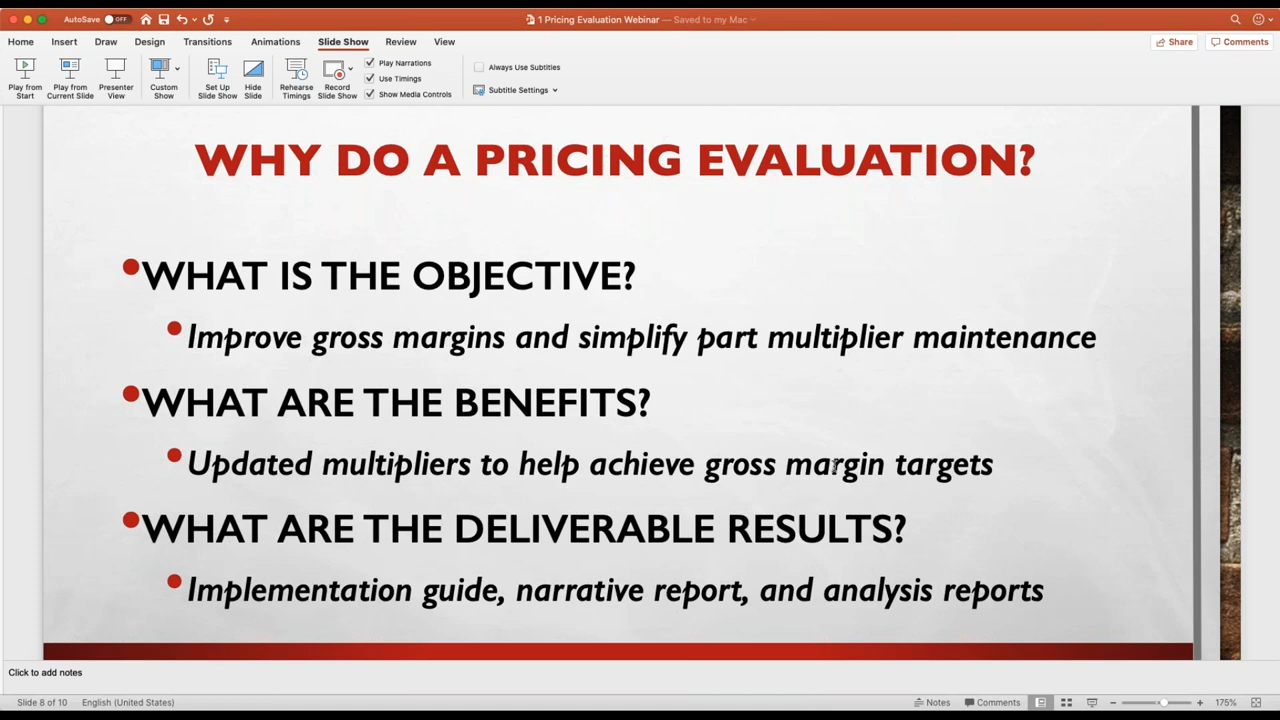 AutoSave OFF
1 Pricing Evaluation Webinar — Saved to my Mac
Home Insert Draw Design Transitions Animations Slide Show Review View
Share Comments
Play from Start
Play from Current Slide
Presenter View
Custom Show
Set Up Slide Show
Hide Slide
Rehearse Timings
Record Slide Show
Play Narrations
Use Timings
Show Media Controls
Always Use Subtitles
Subtitle Settings
WHY DO A PRICING EVALUATION?
•WHAT IS THE OBJECTIVE?
•Improve gross margins and simplify part multiplier maintenance
•WHAT ARE THE BENEFITS?
•Updated multipliers to help achieve gross margin targets
•WHAT ARE THE DELIVERABLE RESULTS?
•Implementation guide, narrative report, and analysis reports
Click to add notes
Slide 8 of 10 English (United States) Notes Comments 175%